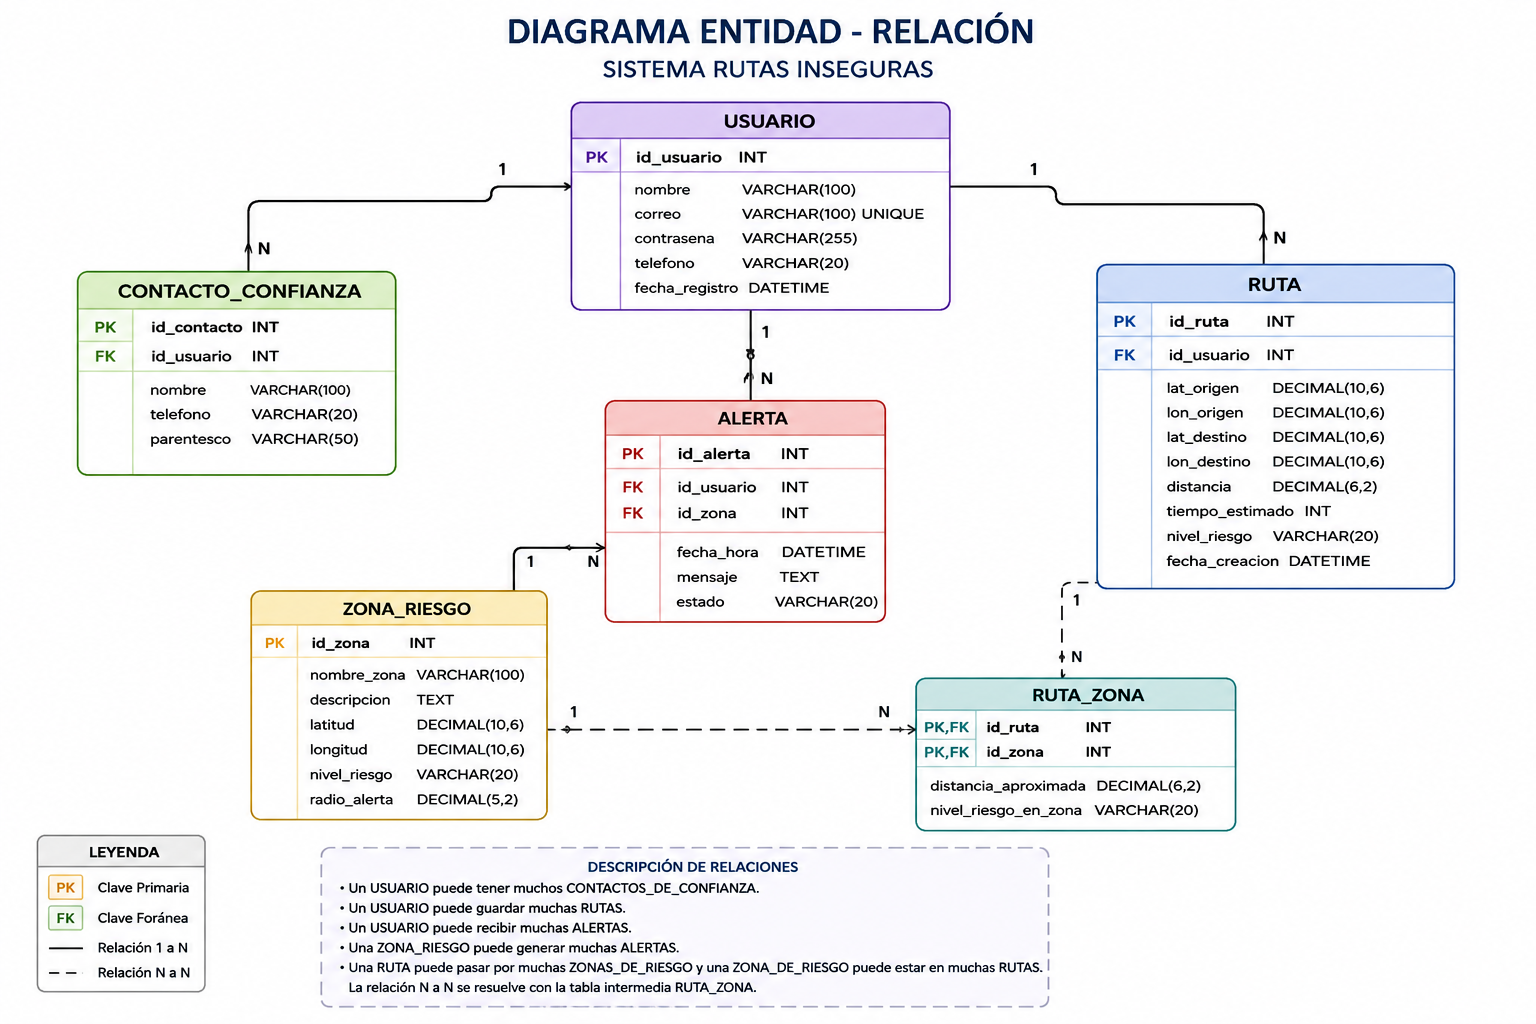 DIAGRAMA ENTIDAD - RELACIÓN
SISTEMA RUTAS INSEGURAS
USUARIO
PK id_usuario INT
nombre VARCHAR(100)
correo VARCHAR(100) UNIQUE
contrasena VARCHAR(255)
telefono VARCHAR(20)
fecha_registro DATETIME
1
N
1
N
1
N
CONTACTO_CONFIANZA
PK id_contacto INT
FK id_usuario INT
nombre VARCHAR(100)
telefono VARCHAR(20)
parentesco VARCHAR(50)
RUTA
PK id_ruta INT
FK id_usuario INT
lat_origen DECIMAL(10,6)
lon_origen DECIMAL(10,6)
lat_destino DECIMAL(10,6)
lon_destino DECIMAL(10,6)
distancia DECIMAL(6,2)
tiempo_estimado INT
nivel_riesgo VARCHAR(20)
fecha_creacion DATETIME
ALERTA
PK id_alerta INT
FK id_usuario INT
FK id_zona INT
fecha_hora DATETIME
mensaje TEXT
estado VARCHAR(20)
1 N
1
N
ZONA_RIESGO
PK id_zona INT
nombre_zona VARCHAR(100)
descripcion TEXT
latitud DECIMAL(10,6)
longitud DECIMAL(10,6)
nivel_riesgo VARCHAR(20)
radio_alerta DECIMAL(5,2)
1 N
RUTA_ZONA
PK,FK id_ruta INT
PK,FK id_zona INT
distancia_aproximada DECIMAL(6,2)
nivel_riesgo_en_zona VARCHAR(20)
LEYENDA
PK Clave Primaria
FK Clave Foránea
Relación 1 a N
Relación N a N
DESCRIPCIÓN DE RELACIONES
• Un USUARIO puede tener muchos CONTACTOS_DE_CONFIANZA.
• Un USUARIO puede guardar muchas RUTAS.
• Un USUARIO puede recibir muchas ALERTAS.
• Una ZONA_RIESGO puede generar muchas ALERTAS.
• Una RUTA puede pasar por muchas ZONAS_DE_RIESGO y una ZONA_DE_RIESGO puede estar en muchas RUTAS.
La relación N a N se resuelve con la tabla intermedia RUTA_ZONA.